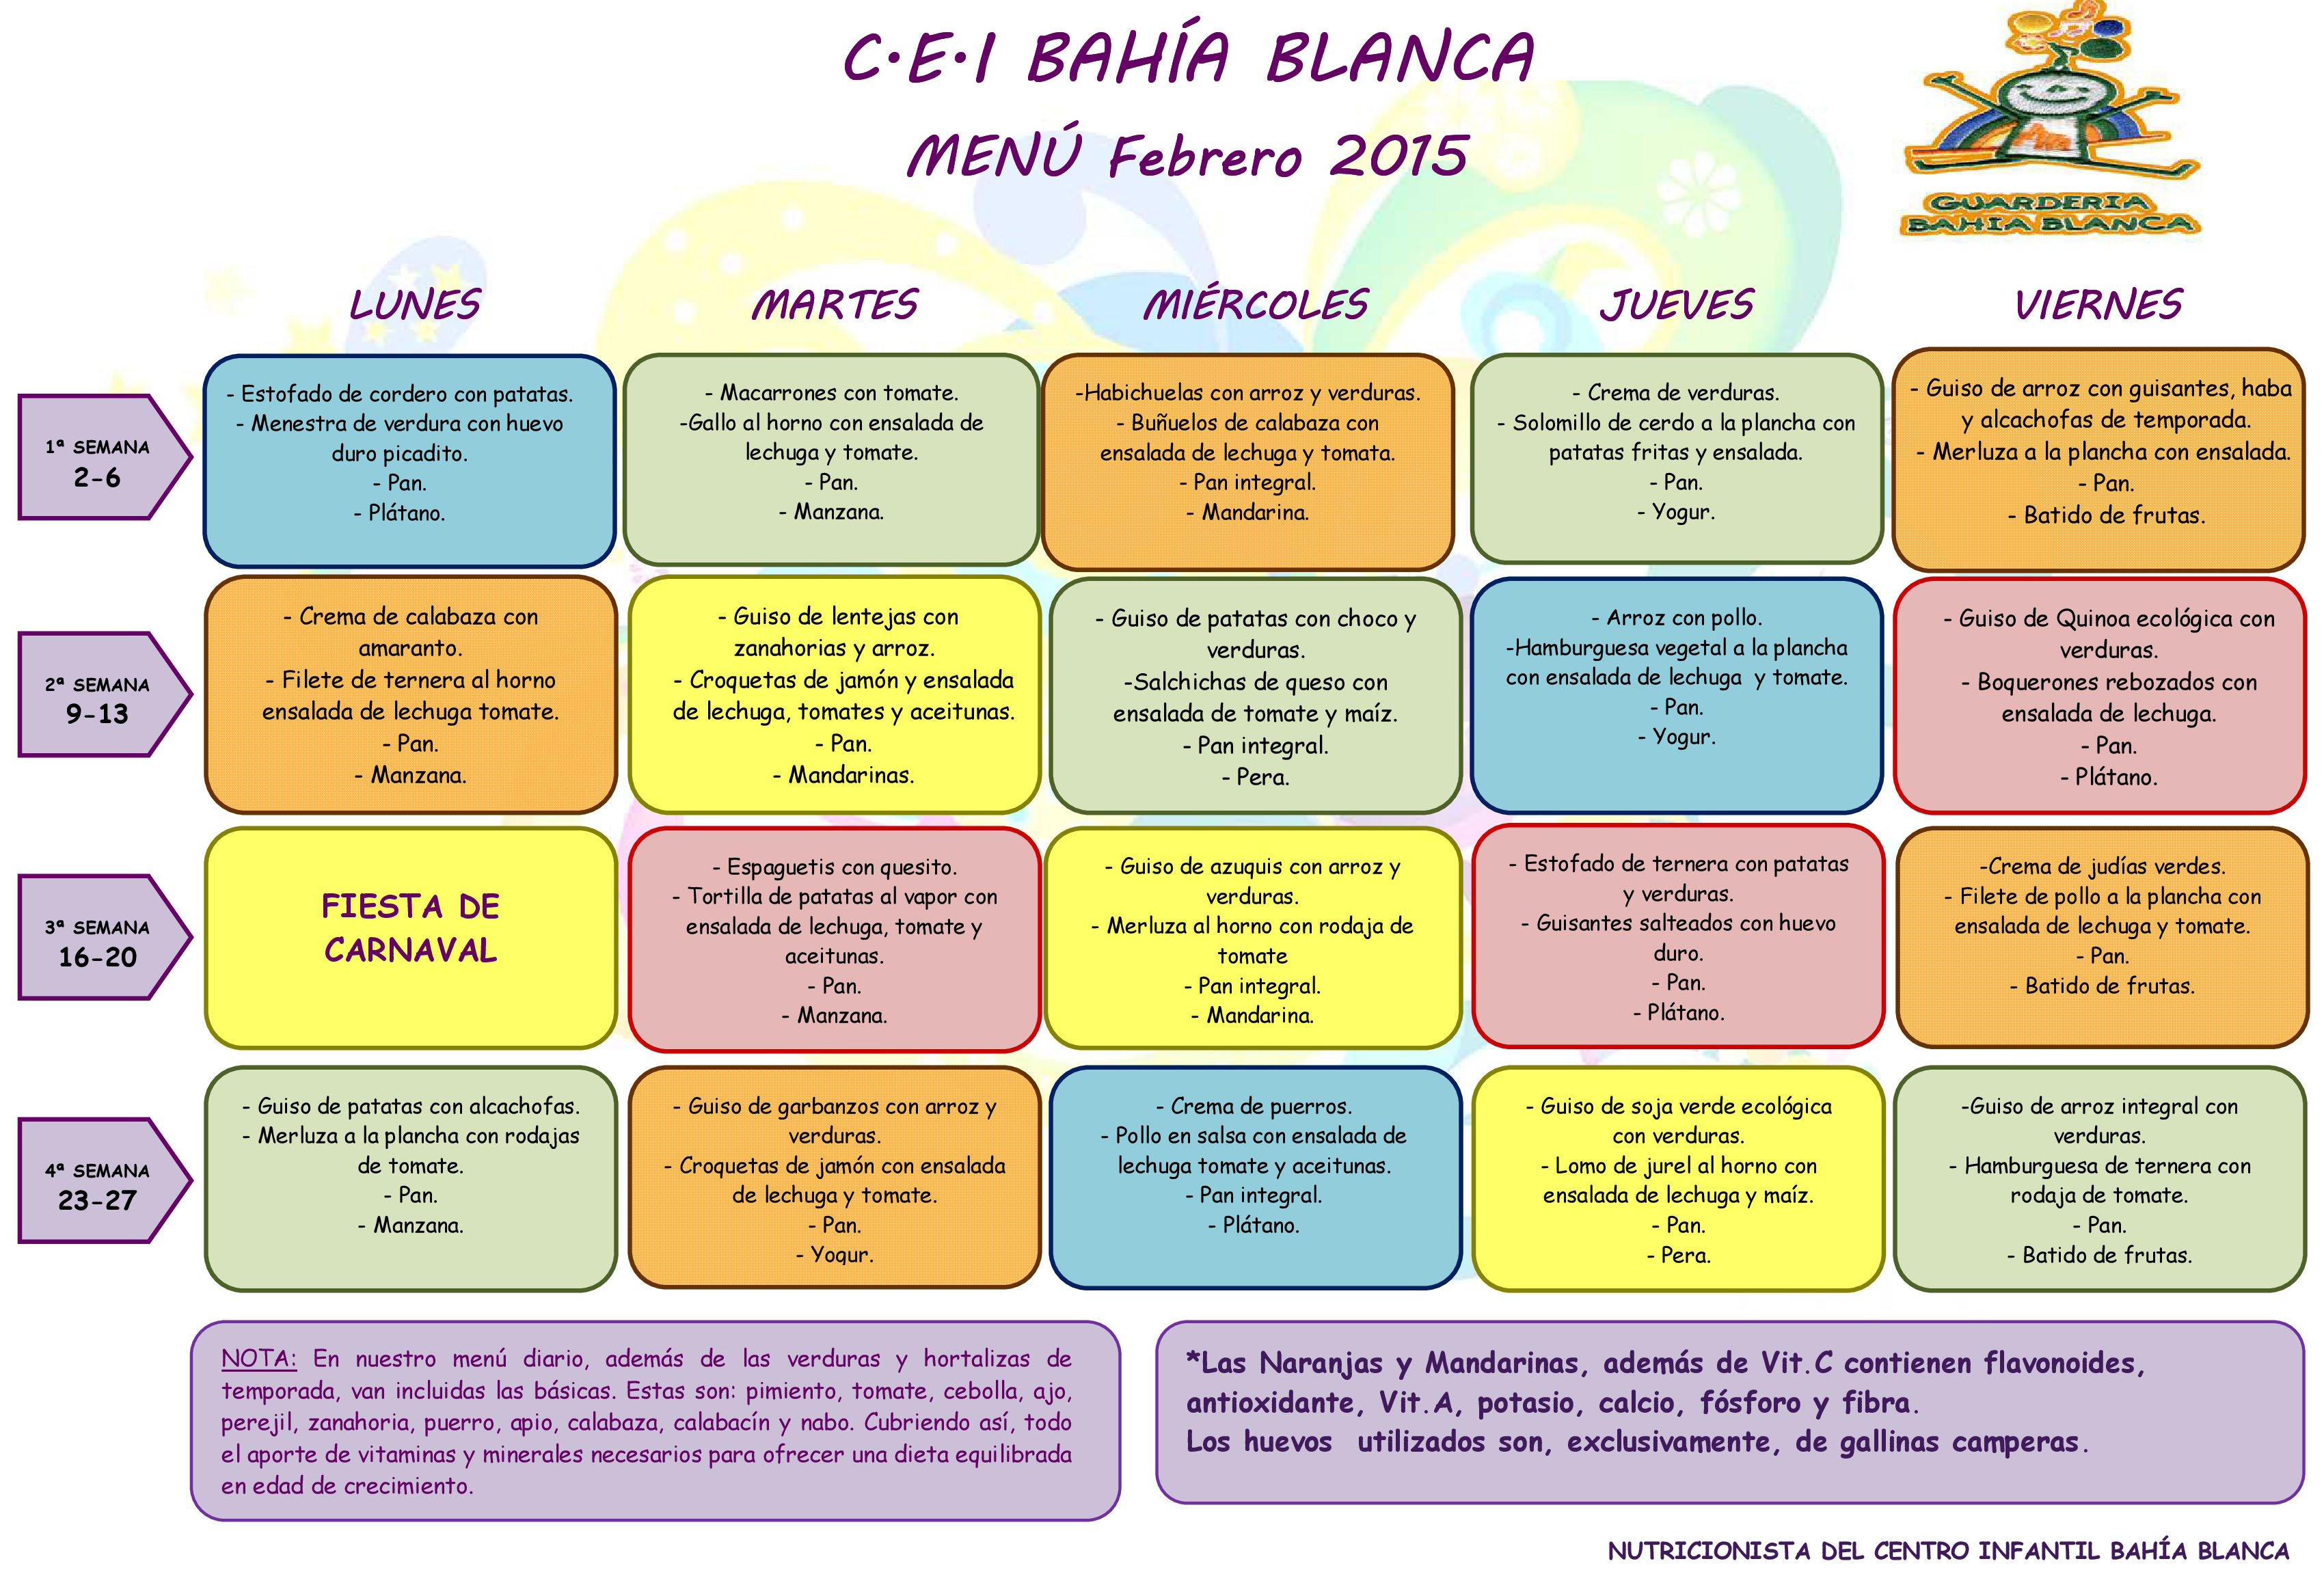 C·E·I BAHÍA BLANCA
MENÚ Febrero 2015
GUARDERIA
BAHIA BLANCA
LUNES
MARTES
MIÉRCOLES
JUEVES
VIERNES
1ª SEMANA
2-6
- Estofado de cordero con patatas.
- Menestra de verdura con huevo
duro picadito.
- Pan.
- Plátano.
- Macarrones con tomate.
-Gallo al horno con ensalada de
lechuga y tomate.
- Pan.
- Manzana.
-Habichuelas con arroz y verduras.
- Buñuelos de calabaza con
ensalada de lechuga y tomata.
- Pan integral.
- Mandarina.
- Crema de verduras.
- Solomillo de cerdo a la plancha con
patatas fritas y ensalada.
- Pan.
- Yogur.
- Guiso de arroz con guisantes, haba
y alcachofas de temporada.
- Merluza a la plancha con ensalada.
- Pan.
- Batido de frutas.
2ª SEMANA
9-13
- Crema de calabaza con
amaranto.
- Filete de ternera al horno
ensalada de lechuga tomate.
- Pan.
- Manzana.
- Guiso de lentejas con
zanahorias y arroz.
- Croquetas de jamón y ensalada
de lechuga, tomates y aceitunas.
- Pan.
- Mandarinas.
- Guiso de patatas con choco y
verduras.
-Salchichas de queso con
ensalada de tomate y maíz.
- Pan integral.
- Pera.
- Arroz con pollo.
-Hamburguesa vegetal a la plancha
con ensalada de lechuga y tomate.
- Pan.
- Yogur.
- Guiso de Quinoa ecológica con
verduras.
- Boquerones rebozados con
ensalada de lechuga.
- Pan.
- Plátano.
3ª SEMANA
16-20
FIESTA DE
CARNAVAL
- Espaguetis con quesito.
- Tortilla de patatas al vapor con
ensalada de lechuga, tomate y
aceitunas.
- Pan.
- Manzana.
- Guiso de azuquis con arroz y
verduras.
- Merluza al horno con rodaja de
tomate
- Pan integral.
- Mandarina.
- Estofado de ternera con patatas
y verduras.
- Guisantes salteados con huevo
duro.
- Pan.
- Plátano.
-Crema de judías verdes.
- Filete de pollo a la plancha con
ensalada de lechuga y tomate.
- Pan.
- Batido de frutas.
4ª SEMANA
23-27
- Guiso de patatas con alcachofas.
- Merluza a la plancha con rodajas
de tomate.
- Pan.
- Manzana.
- Guiso de garbanzos con arroz y
verduras.
- Croquetas de jamón con ensalada
de lechuga y tomate.
- Pan.
- Yogur.
- Crema de puerros.
- Pollo en salsa con ensalada de
lechuga tomate y aceitunas.
- Pan integral.
- Plátano.
- Guiso de soja verde ecológica
con verduras.
- Lomo de jurel al horno con
ensalada de lechuga y maíz.
- Pan.
- Pera.
-Guiso de arroz integral con
verduras.
- Hamburguesa de ternera con
rodaja de tomate.
- Pan.
- Batido de frutas.
NOTA: En nuestro menú diario, además de las verduras y hortalizas de
temporada, van incluidas las básicas. Estas son: pimiento, tomate, cebolla, ajo,
perejil, zanahoria, puerro, apio, calabaza, calabacín y nabo. Cubriendo así, todo
el aporte de vitaminas y minerales necesarios para ofrecer una dieta equilibrada
en edad de crecimiento.
*Las Naranjas y Mandarinas, además de Vit.C contienen flavonoides,
antioxidante, Vit.A, potasio, calcio, fósforo y fibra.
Los huevos utilizados son, exclusivamente, de gallinas camperas.
NUTRICIONISTA DEL CENTRO INFANTIL BAHÍA BLANCA